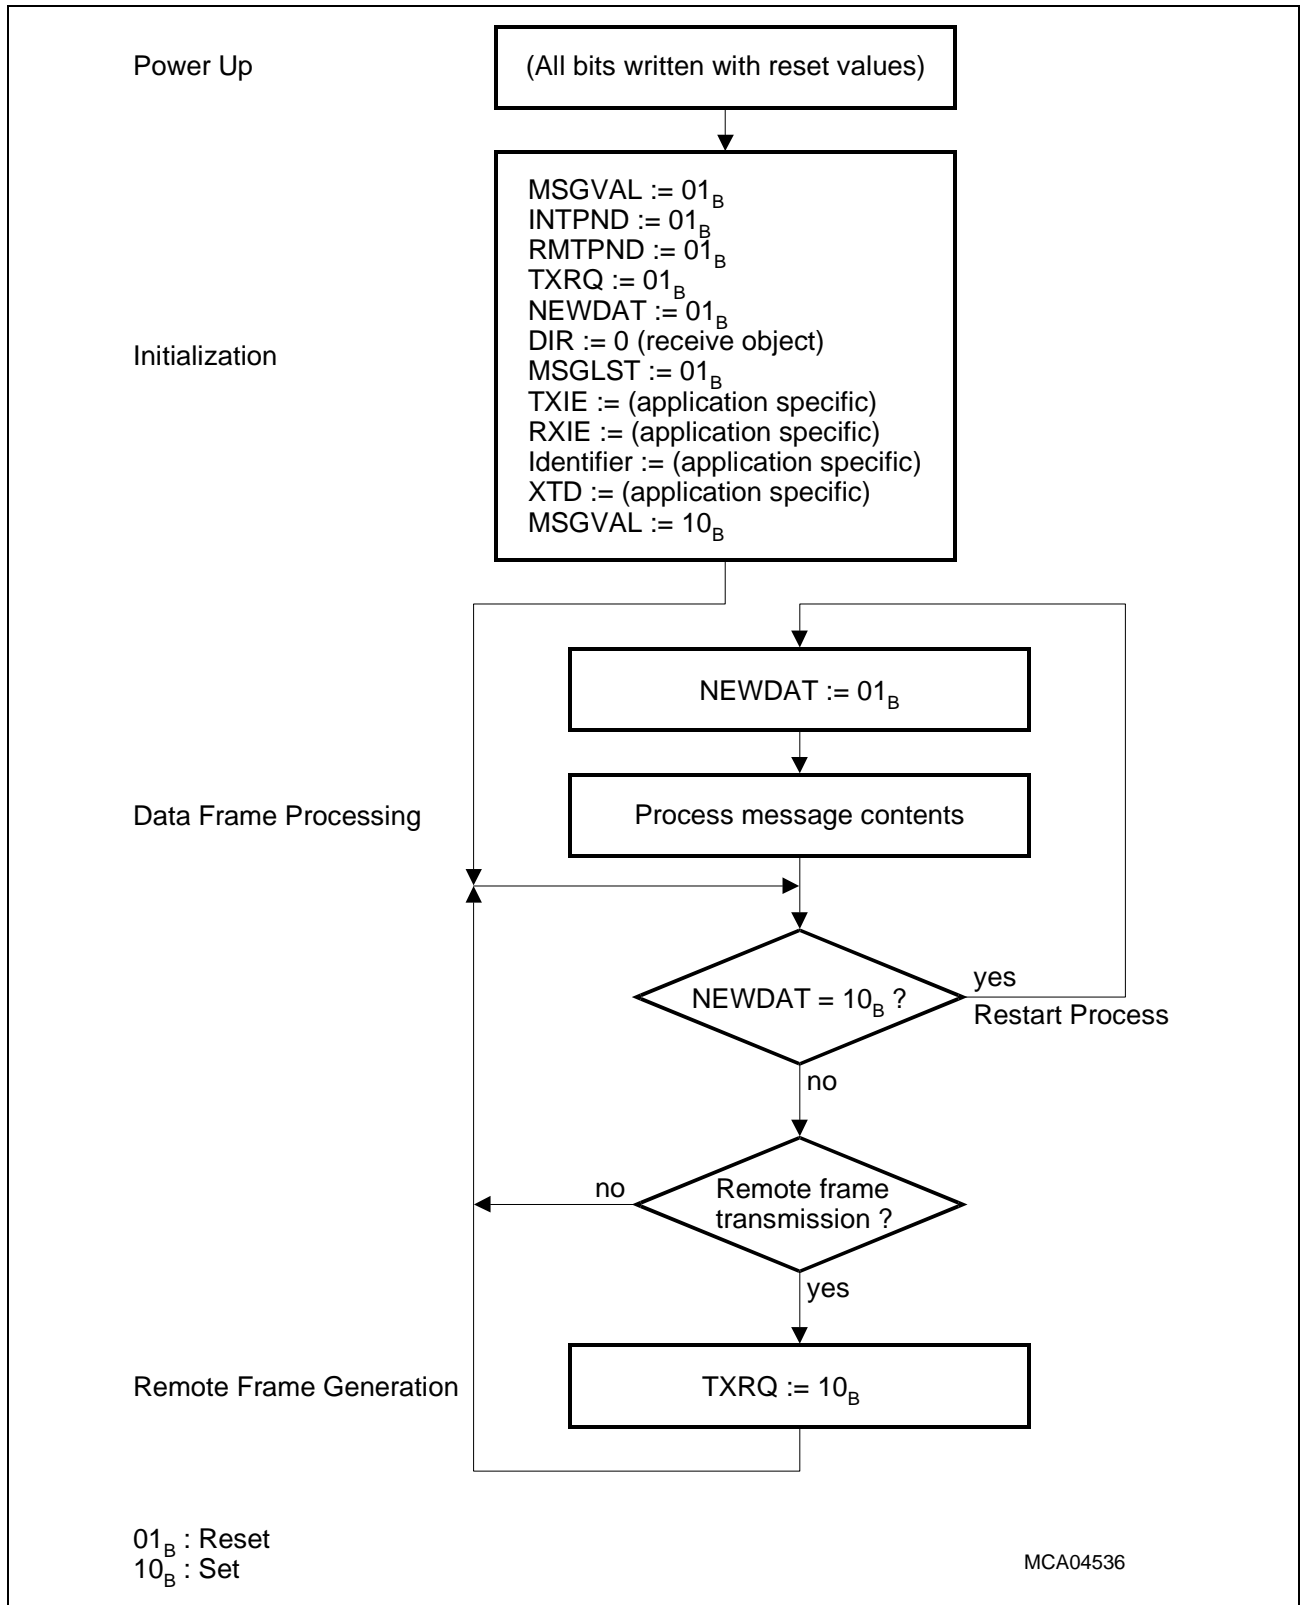 Power Up
(All bits written with reset values)
Initialization
MSGVAL := 01B
INTPND := 01B
RMTPND := 01B
TXRQ := 01B
NEWDAT := 01B
DIR := 0 (receive object)
MSGLST := 01B
TXIE := (application specific)
RXIE := (application specific)
Identifier := (application specific)
XTD := (application specific)
MSGVAL := 10B
NEWDAT := 01B
Data Frame Processing
Process message contents
NEWDAT = 10B ?
yes
Restart Process
no
Remote frame
transmission ?
no
yes
Remote Frame Generation
TXRQ := 10B
01B : Reset
10B : Set
MCA04536